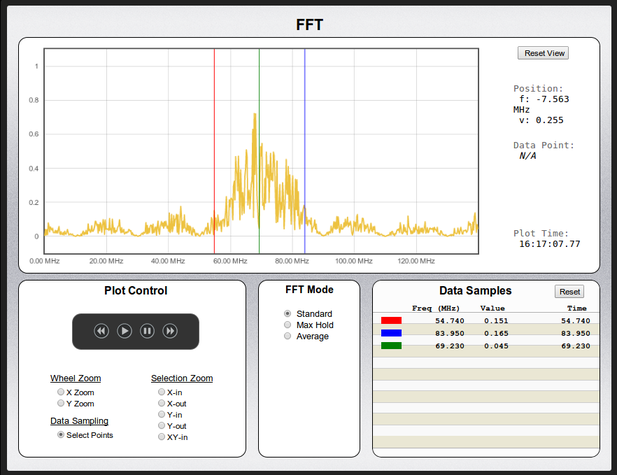 FFT
Reset View
1
0.8
0.6
0.4
0.2
0
0.00 MHz 20.00 MHz 40.00 MHz 60.00 MHz 80.00 MHz 100.00 MHz 120.00 MHz
Position:
f: -7.563
MHz
v: 0.255
Data Point:
N/A
Plot Time:
16:17:07.77
Plot Control
Wheel Zoom
X Zoom
Y Zoom
Data Sampling
Select Points
Selection Zoom
X-in
X-out
Y-in
Y-out
XY-in
FFT Mode
Standard
Max Hold
Average
Data Samples
Reset
Freq (MHz) Value Time
54.740 0.151 54.740
83.950 0.165 83.950
69.230 0.045 69.230